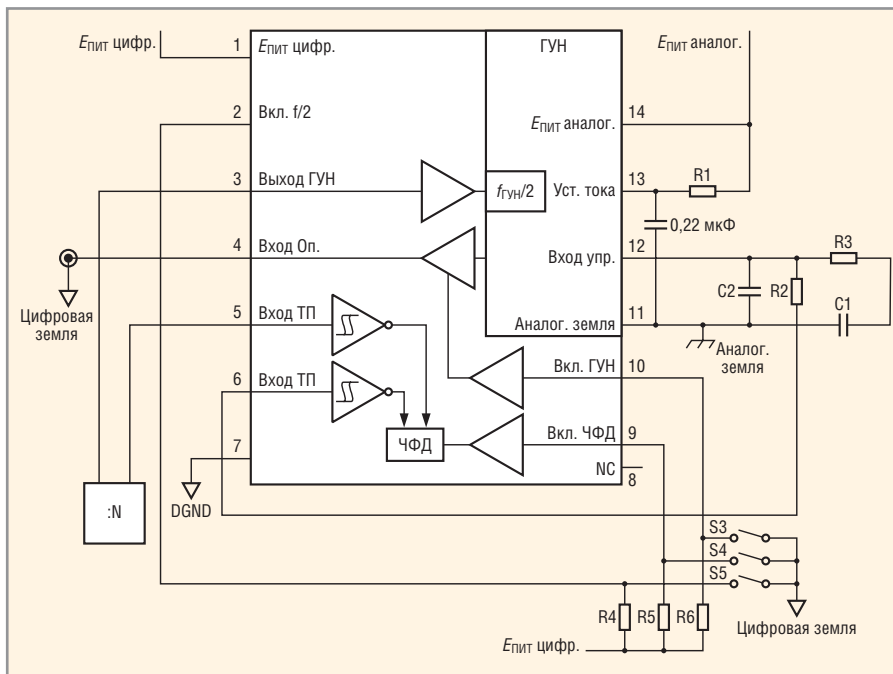 Eпит цифр.
1
Eпит цифр.
ГУН
Eпит аналог.
2
Вкл. f/2
Eпит аналог.
14
3
Выход ГУН
fГУН/2
Уст. тока
13
R1
0,22 мкФ
4
Вход Оп.
Вход упр.
12
R3
C2
R2
C1
Цифровая
земля
5
Вход ТП
Аналог. земля
11
Аналог.
земля
6
Вход ТП
Вкл. ГУН
10
ЧФД
Вкл. ЧФД
9
7
NC
8
:N
DGND
S3
S4
S5
R4
R5
R6
Цифровая земля
Eпит цифр.